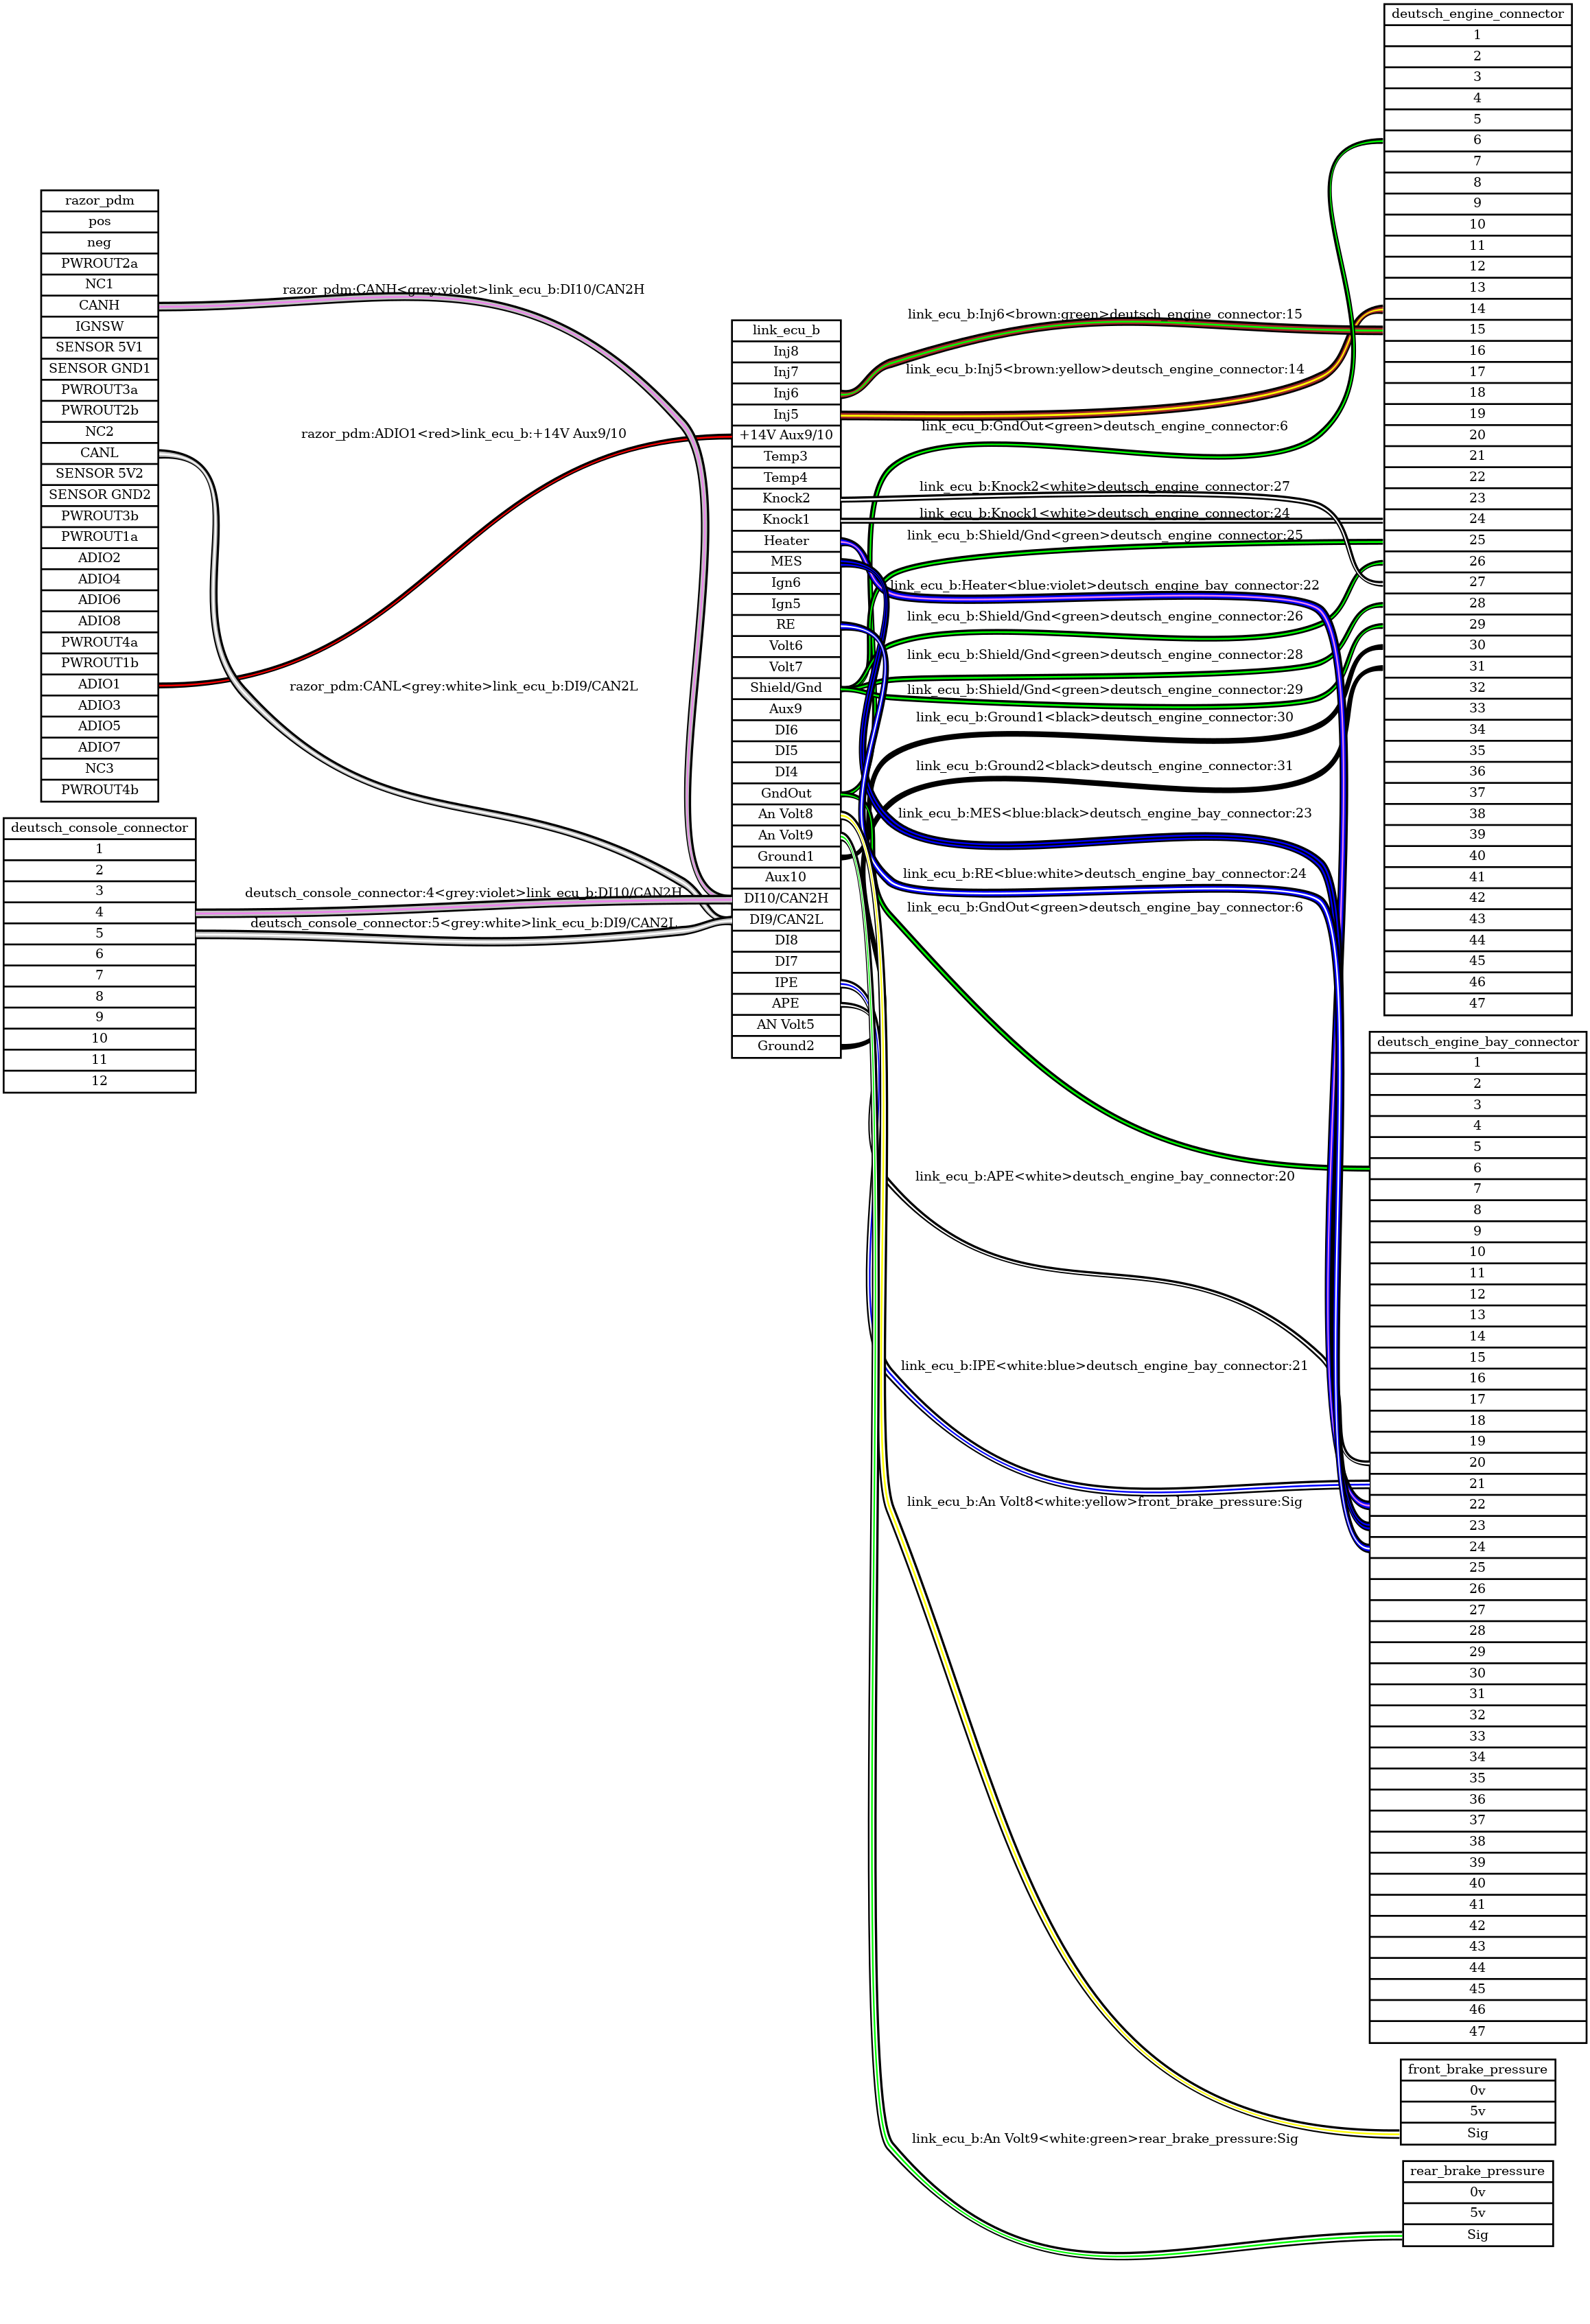 razor_pdm
pos
neg
PWROUT2a
NC1
CANH
IGNSW
SENSOR 5V1
SENSOR GND1
PWROUT3a
PWROUT2b
NC2
CANL
SENSOR 5V2
SENSOR GND2
PWROUT3b
PWROUT1a
ADIO2
ADIO4
ADIO6
ADIO8
PWROUT4a
PWROUT1b
ADIO1
ADIO3
ADIO5
ADIO7
NC3
PWROUT4b
deutsch_console_connector
1
2
3
4
5
6
7
8
9
10
11
12
razor_pdm:CANH<grey:violet>link_ecu_b:DI10/CAN2H
razor_pdm:ADIO1<red>link_ecu_b:+14V Aux9/10
razor_pdm:CANL<grey:white>link_ecu_b:DI9/CAN2L
deutsch_console_connector:4<grey:violet>link_ecu_b:DI10/CAN2H
deutsch_console_connector:5<grey:white>link_ecu_b:DI9/CAN2L
link_ecu_b
Inj8
Inj7
Inj6
Inj5
+14V Aux9/10
Temp3
Temp4
Knock2
Knock1
Heater
MES
Ign6
Ign5
RE
Volt6
Volt7
Shield/Gnd
Aux9
DI6
DI5
DI4
GndOut
An Volt8
An Volt9
Ground1
Aux10
DI10/CAN2H
DI9/CAN2L
DI8
DI7
IPE
APE
AN Volt5
Ground2
link_ecu_b:Inj6<brown:green>deutsch_engine_connector:15
link_ecu_b:Inj5<brown:yellow>deutsch_engine_connector:14
link_ecu_b:GndOut<green>deutsch_engine_connector:6
link_ecu_b:Knock2<white>deutsch_engine_connector:27
link_ecu_b:Knock1<white>deutsch_engine_connector:24
link_ecu_b:Shield/Gnd<green>deutsch_engine_connector:25
link_ecu_b:Heater<blue:violet>deutsch_engine_bay_connector:22
link_ecu_b:Shield/Gnd<green>deutsch_engine_connector:26
link_ecu_b:Shield/Gnd<green>deutsch_engine_connector:28
link_ecu_b:Shield/Gnd<green>deutsch_engine_connector:29
link_ecu_b:Ground1<black>deutsch_engine_connector:30
link_ecu_b:Ground2<black>deutsch_engine_connector:31
link_ecu_b:MES<blue:black>deutsch_engine_bay_connector:23
link_ecu_b:RE<blue:white>deutsch_engine_bay_connector:24
link_ecu_b:GndOut<green>deutsch_engine_bay_connector:6
link_ecu_b:APE<white>deutsch_engine_bay_connector:20
link_ecu_b:IPE<white:blue>deutsch_engine_bay_connector:21
link_ecu_b:An Volt8<white:yellow>front_brake_pressure:Sig
link_ecu_b:An Volt9<white:green>rear_brake_pressure:Sig
deutsch_engine_connector
1
2
3
4
5
6
7
8
9
10
11
12
13
14
15
16
17
18
19
20
21
22
23
24
25
26
27
28
29
30
31
32
33
34
35
36
37
38
39
40
41
42
43
44
45
46
47
deutsch_engine_bay_connector
1
2
3
4
5
6
7
8
9
10
11
12
13
14
15
16
17
18
19
20
21
22
23
24
25
26
27
28
29
30
31
32
33
34
35
36
37
38
39
40
41
42
43
44
45
46
47
front_brake_pressure
0v
5v
Sig
rear_brake_pressure
0v
5v
Sig